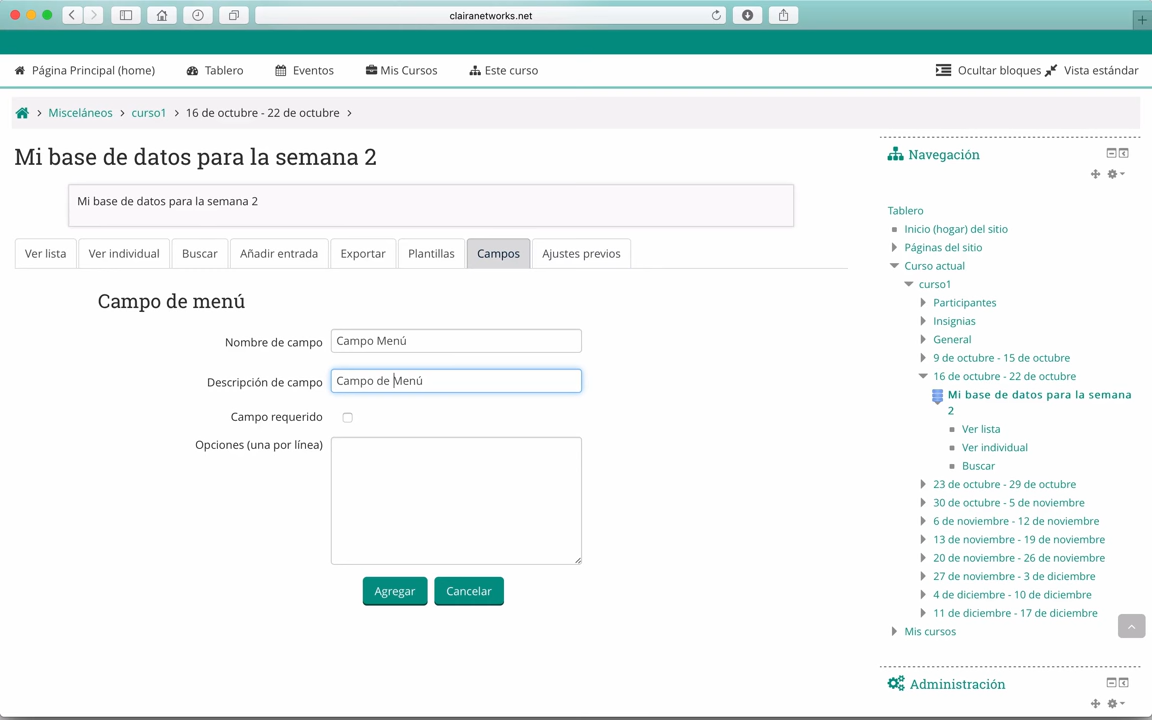 clairanetworks.net
Página Principal (home) Tablero Eventos Mis Cursos Este curso Ocultar bloques Vista estándar
Misceláneos curso1 16 de octubre - 22 de octubre
Mi base de datos para la semana 2
Mi base de datos para la semana 2
Ver lista Ver individual Buscar Añadir entrada Exportar Plantillas Campos Ajustes previos
Campo de menú
Nombre de campo Campo Menú
Descripción de campo Campo de Menú
Campo requerido
Opciones (una por línea)
Agregar Cancelar
Navegación
Tablero
Inicio (hogar) del sitio
Páginas del sitio
Curso actual
curso1
Participantes
Insignias
General
9 de octubre - 15 de octubre
16 de octubre - 22 de octubre
Mi base de datos para la semana
2
Ver lista
Ver individual
Buscar
23 de octubre - 29 de octubre
30 de octubre - 5 de noviembre
6 de noviembre - 12 de noviembre
13 de noviembre - 19 de noviembre
20 de noviembre - 26 de noviembre
27 de noviembre - 3 de diciembre
4 de diciembre - 10 de diciembre
11 de diciembre - 17 de diciembre
Mis cursos
Administración